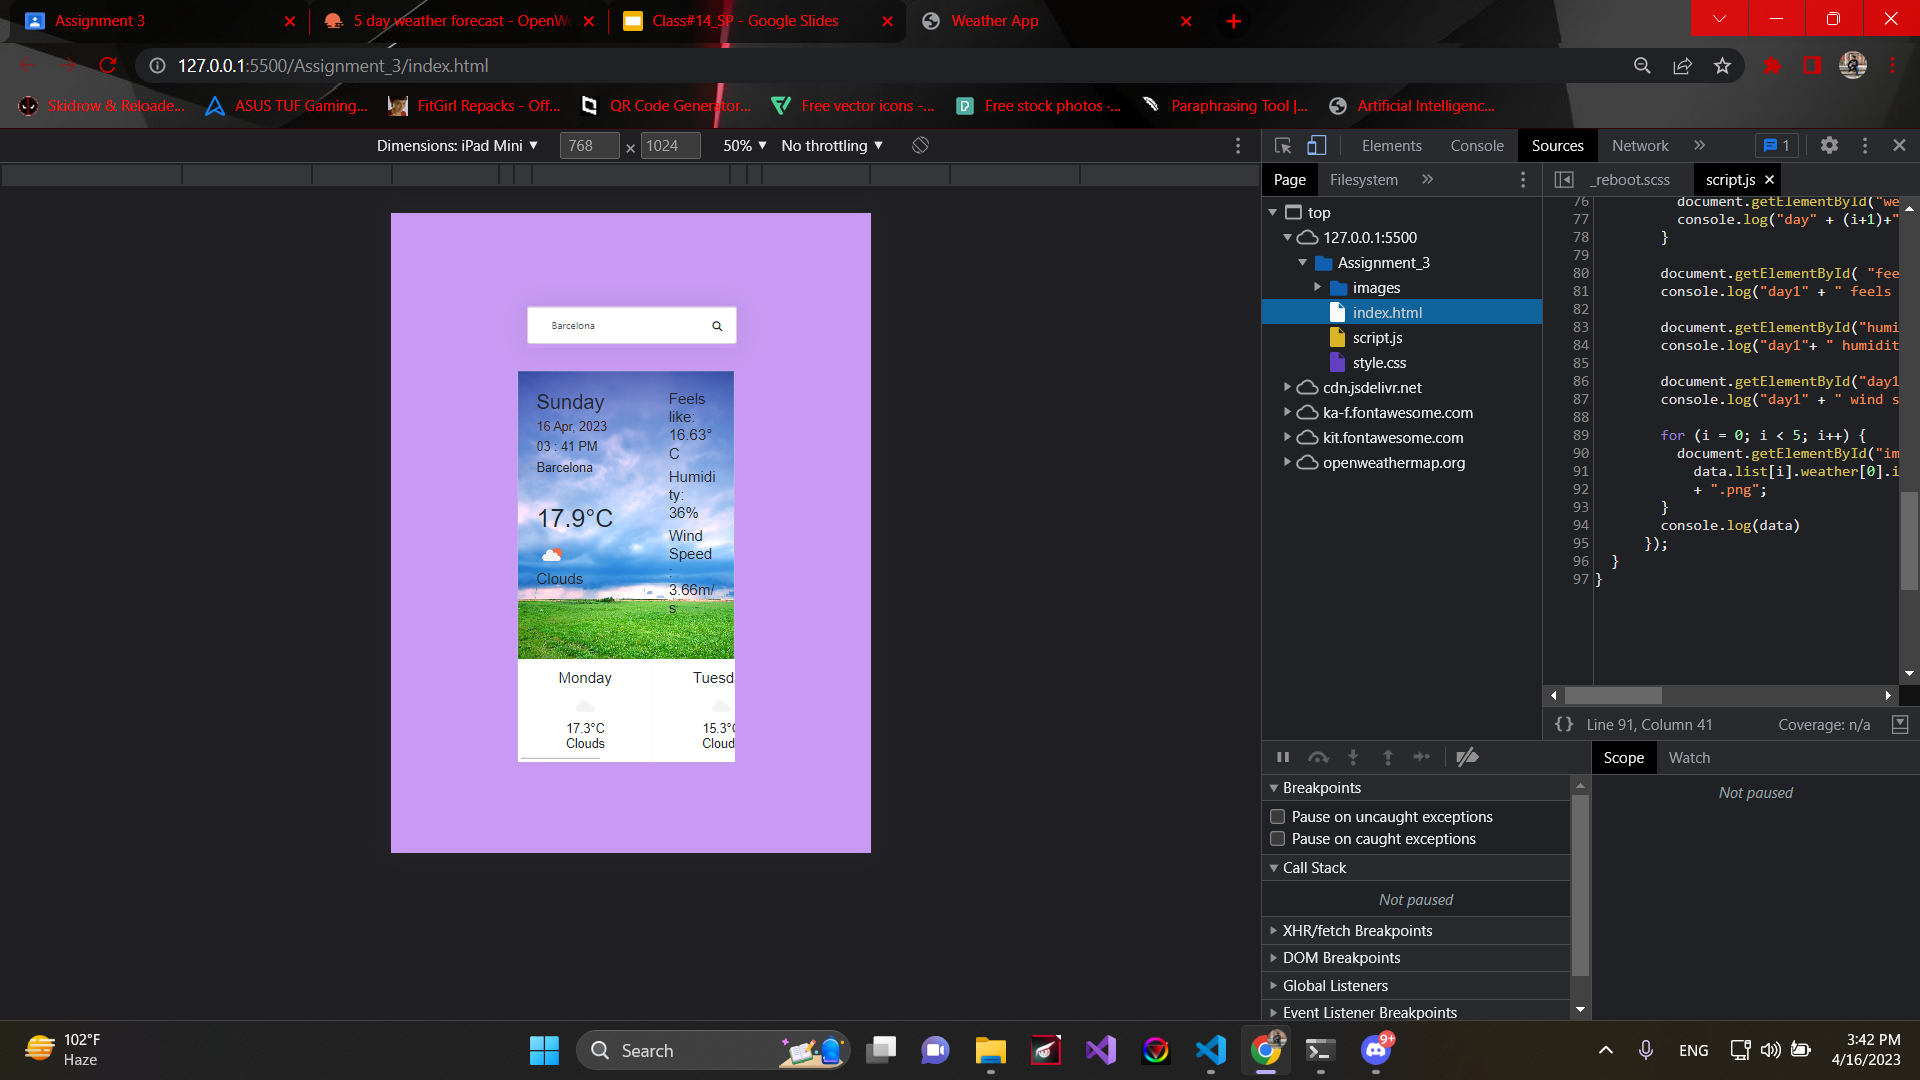 Assignment 3
5 day weather forecast - OpenWe
Class#14_SP - Google Slides
Weather App
127.0.0.1:5500/Assignment_3/index.html
Skidrow & Reloade...
ASUS TUF Gaming...
FitGirl Repacks - Off...
QR Code Generator...
Free vector icons -...
Free stock photos -...
Paraphrasing Tool |...
Artificial Intelligenc...
Dimensions: iPad Mini
768
×
1024
50%
No throttling
Elements
Console
Sources
Network
1
Page
Filesystem
_reboot.scss
script.js
top
127.0.0.1:5500
Assignment_3
images
index.html
script.js
style.css
cdn.jsdelivr.net
ka-f.fontawesome.com
kit.fontawesome.com
openweathermap.org
76 document.getElementById("we
77 console.log("day" + (i+1)+"
78 }
79
80 document.getElementById( "fee
81 console.log("day1" + " feels
82
83 document.getElementById("humi
84 console.log("day1"+ " humidit
85
86 document.getElementById("day1
87 console.log("day1" + " wind s
88
89 for (i = 0; i < 5; i++) {
90 document.getElementById("im
91 data.list[i].weather[0].i
92 + ".png";
93 }
94 console.log(data)
95 });
96 }
97 }
{} Line 91, Column 41
Coverage: n/a
Barcelona
Sunday
16 Apr, 2023
03 : 41 PM
Barcelona
17.9°C
Clouds
Feels
like:
16.63°
C
Humidi
ty:
36%
Wind
Speed
:
3.66m/
s
Monday
17.3°C
Clouds
Tuesd
15.3°C
Cloud
Scope
Watch
Not paused
Breakpoints
Pause on uncaught exceptions
Pause on caught exceptions
Call Stack
Not paused
XHR/fetch Breakpoints
DOM Breakpoints
Global Listeners
Event Listener Breakpoints
102°F
Haze
Search
9+
ENG
3:42 PM
4/16/2023